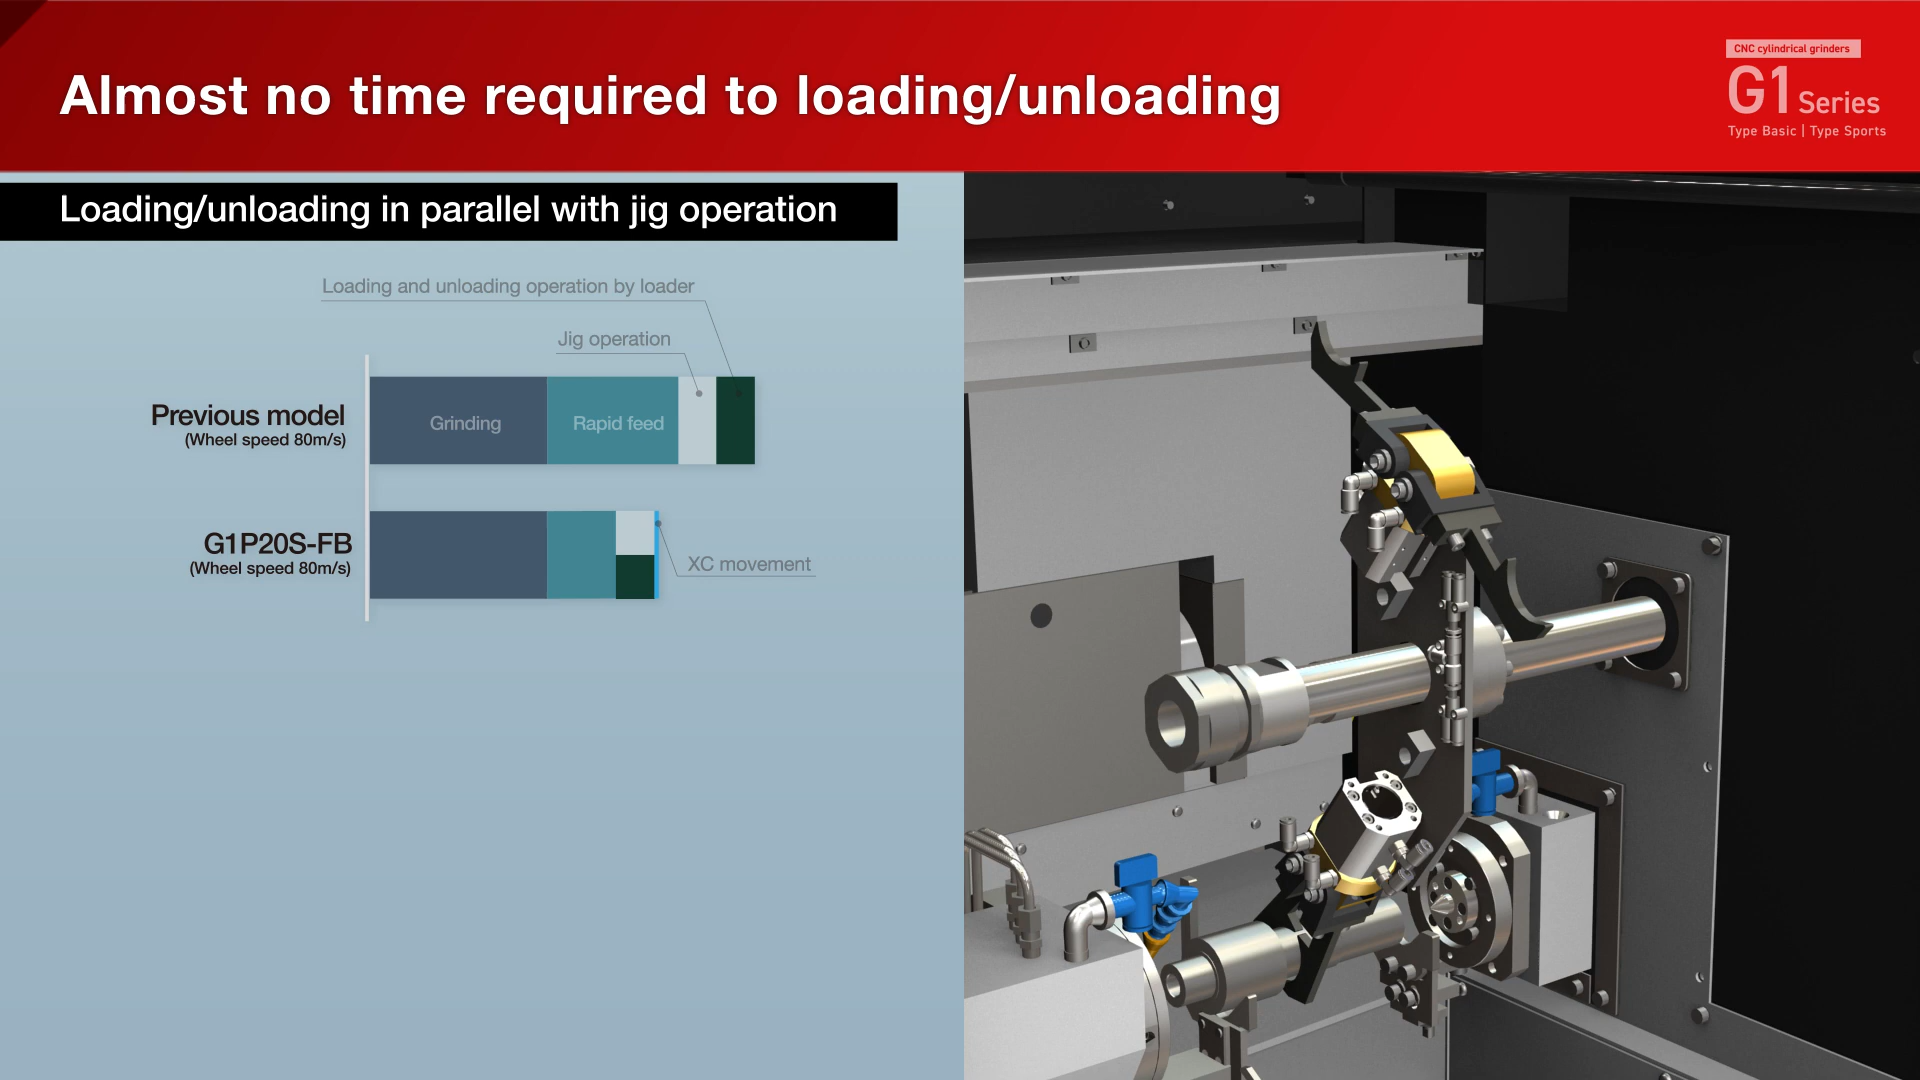 Almost no time required to loading/unloading
CNC cylindrical grinders
G1 Series
Type Basic | Type Sports
Loading/unloading in parallel with jig operation
Loading and unloading operation by loader
Jig operation
Previous model
(Wheel speed 80m/s)
Grinding
Rapid feed
G1P20S-FB
(Wheel speed 80m/s)
XC movement